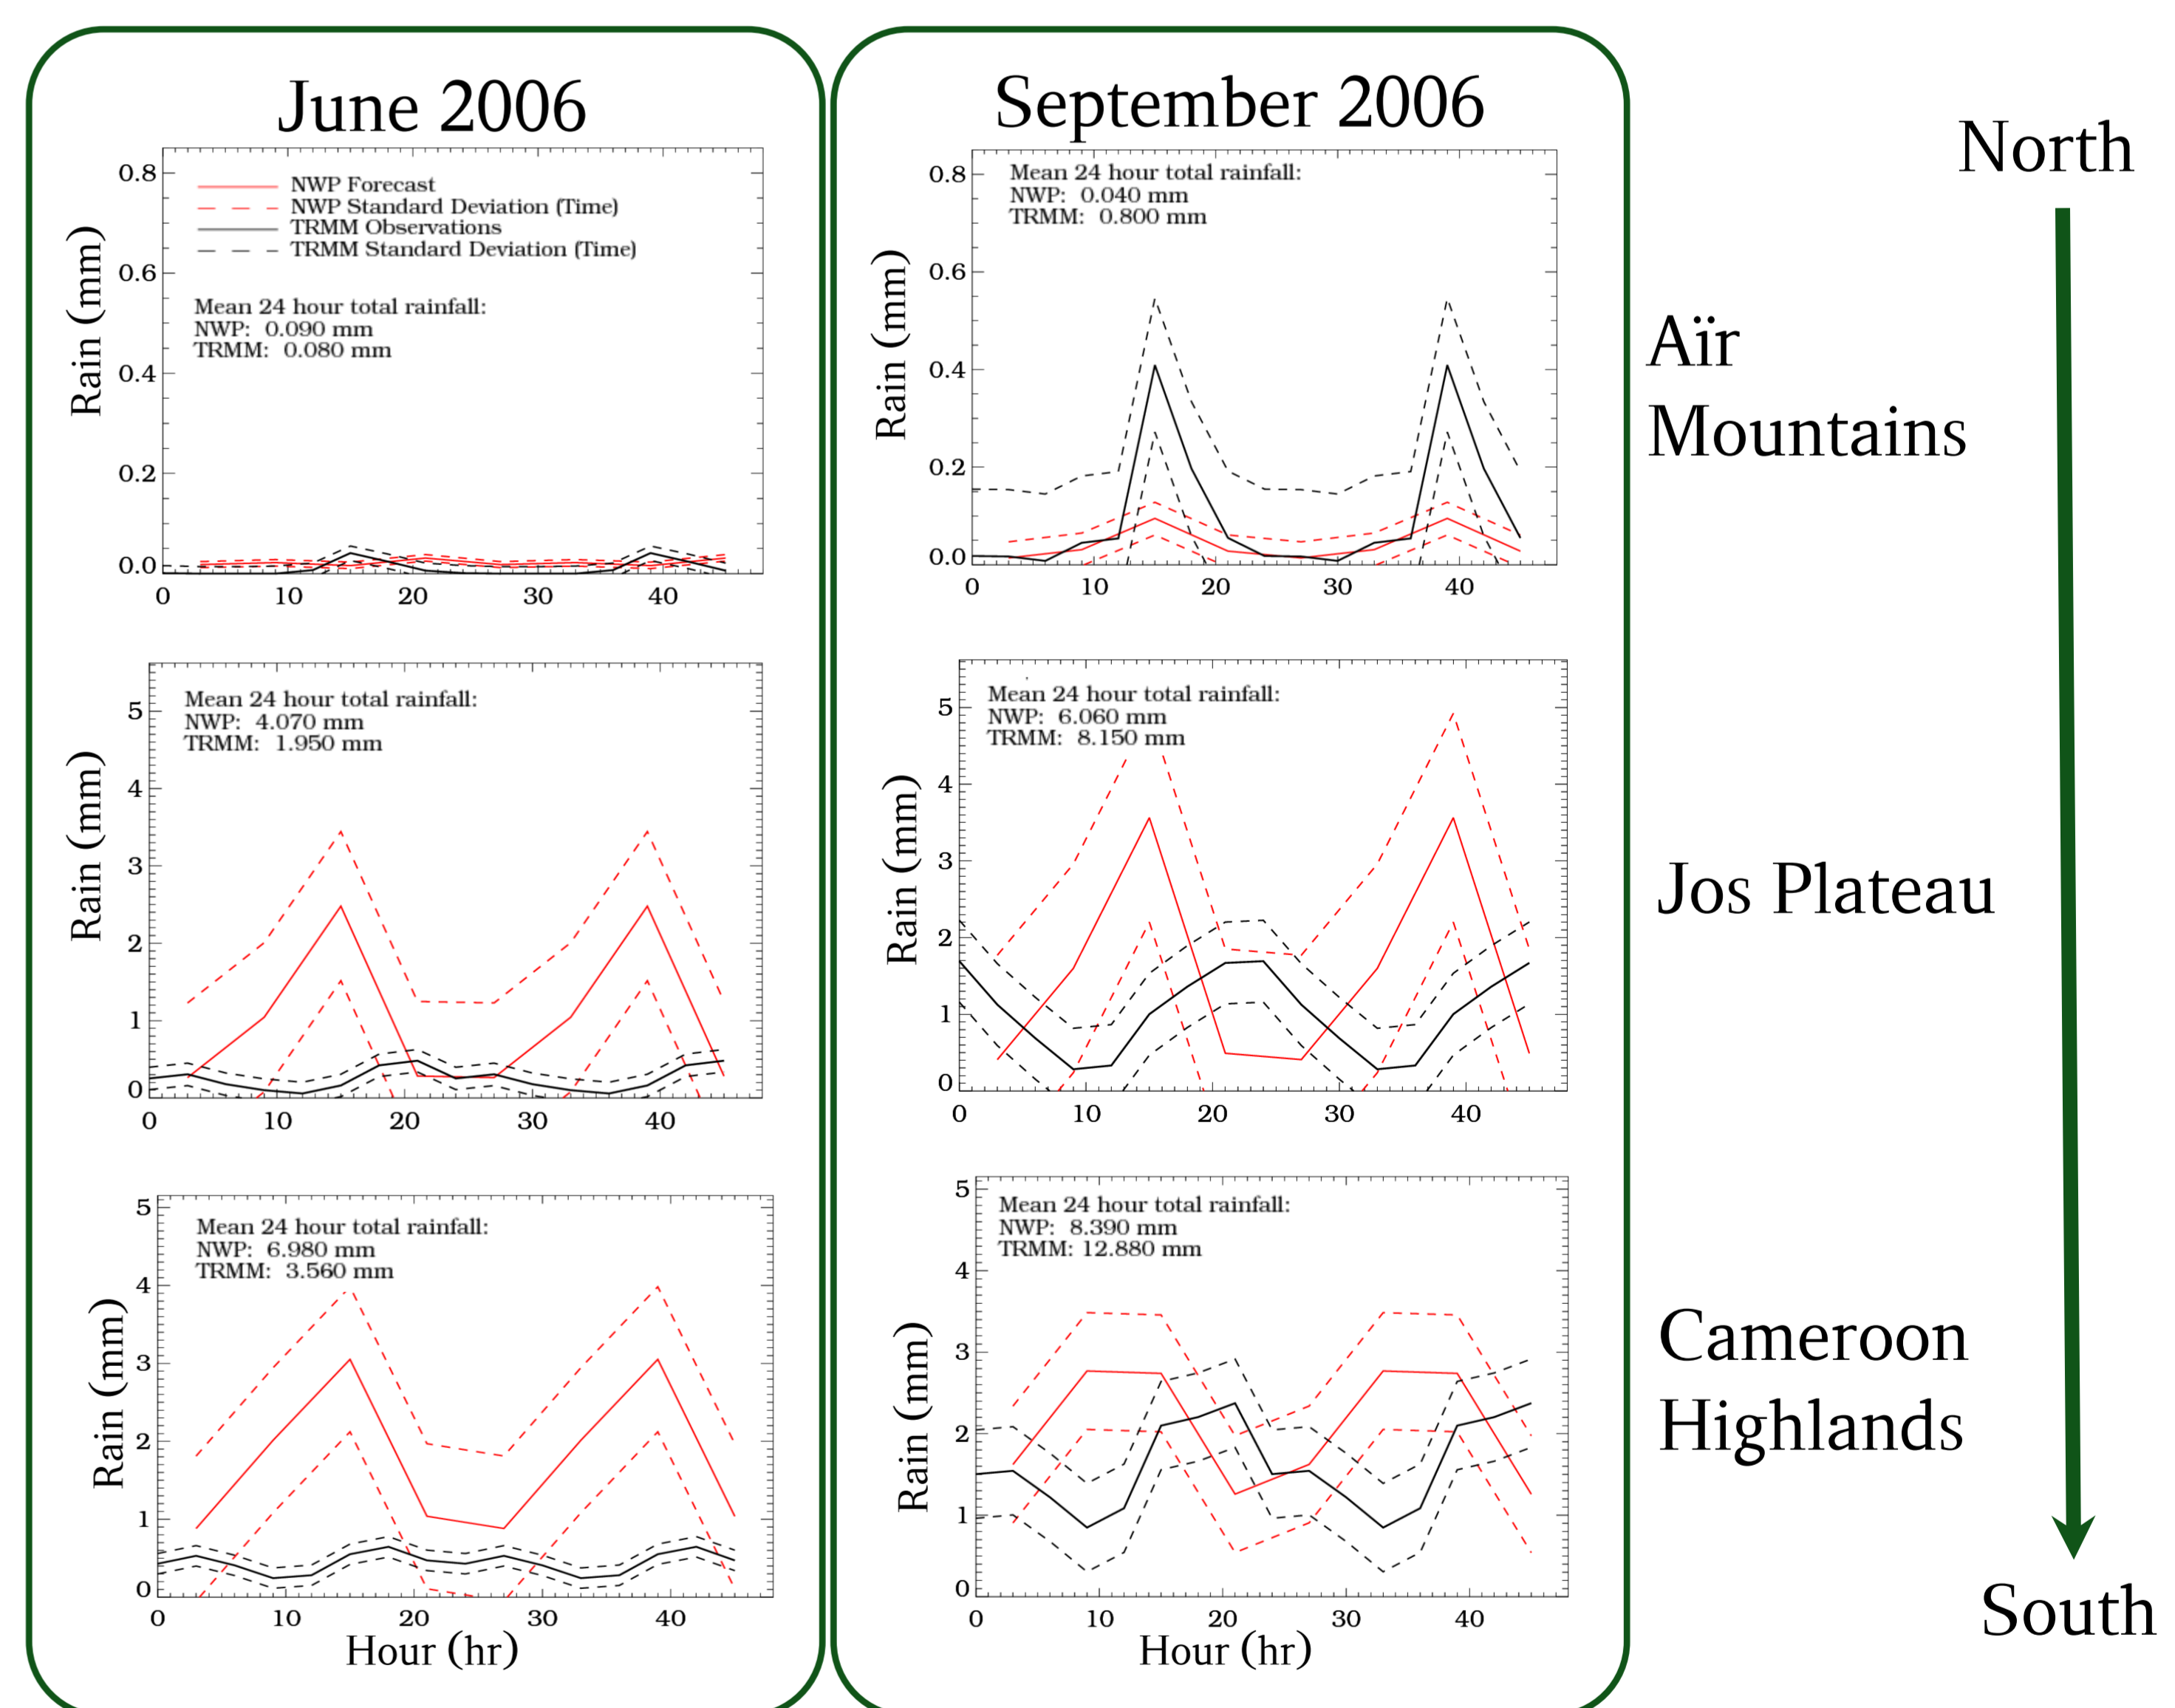 June 2006
September 2006
North
0.8
0.6
0.4
0.2
0.0
Rain (mm)
NWP Forecast
NWP Standard Deviation (Time)
TRMM Observations
TRMM Standard Deviation (Time)
Mean 24 hour total rainfall:
NWP: 0.090 mm
TRMM: 0.080 mm
0 10 20 30 40
0.8
0.6
0.4
0.2
0.0
Rain (mm)
Mean 24 hour total rainfall:
NWP: 0.040 mm
TRMM: 0.800 mm
0 10 20 30 40
Aïr
Mountains
5
4
3
2
1
0
Rain (mm)
Mean 24 hour total rainfall:
NWP: 4.070 mm
TRMM: 1.950 mm
0 10 20 30 40
5
4
3
2
1
0
Rain (mm)
Mean 24 hour total rainfall:
NWP: 6.060 mm
TRMM: 8.150 mm
0 10 20 30 40
Jos Plateau
5
4
3
2
1
0
Rain (mm)
Mean 24 hour total rainfall:
NWP: 6.980 mm
TRMM: 3.560 mm
0 10 20 30 40
Hour (hr)
5
4
3
2
1
0
Rain (mm)
Mean 24 hour total rainfall:
NWP: 8.390 mm
TRMM: 12.880 mm
0 10 20 30 40
Hour (hr)
Cameroon
Highlands
South